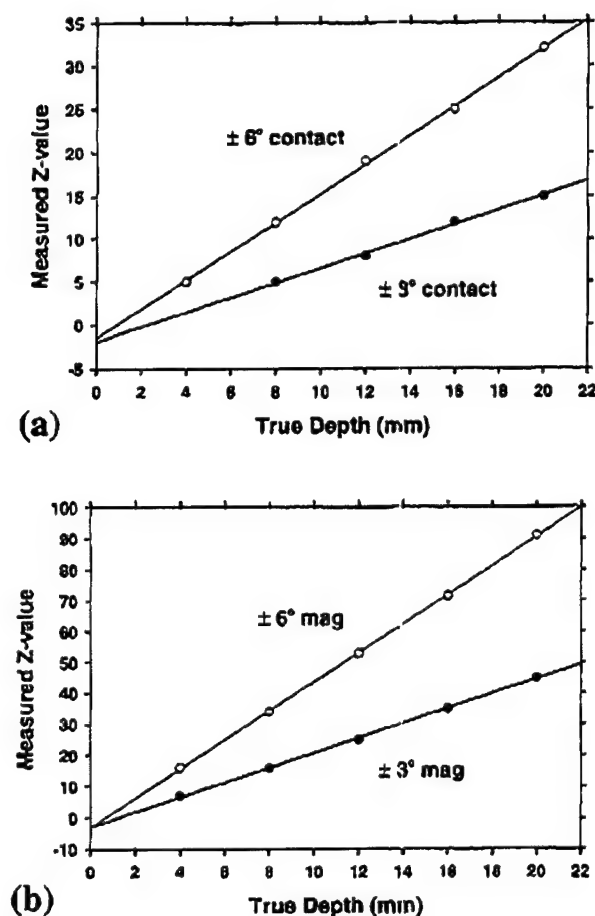 35
30
25
20
15
10
5
0
-5
Measured Z-value
± 6° contact
± 3° contact
0 2 4 6 8 10 12 14 16 18 20 22
True Depth (mm)
(a)
100
90
80
70
60
50
40
30
20
10
0
-10
Measured Z-value
± 6° mag
± 3° mag
0 2 4 6 8 10 12 14 16 18 20 22
True Depth (mm)
(b)